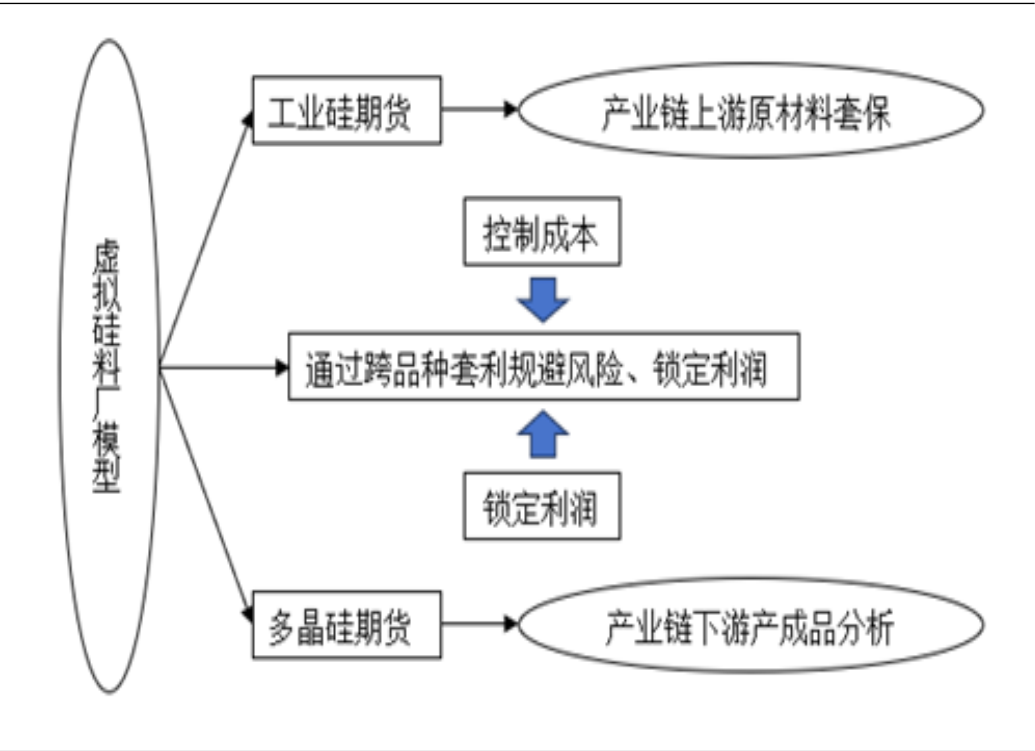 虚拟硅料厂模型
工业硅期货
产业链上游原材料套保
控制成本
通过跨品种套利规避风险、锁定利润
锁定利润
多晶硅期货
产业链下游产成品分析